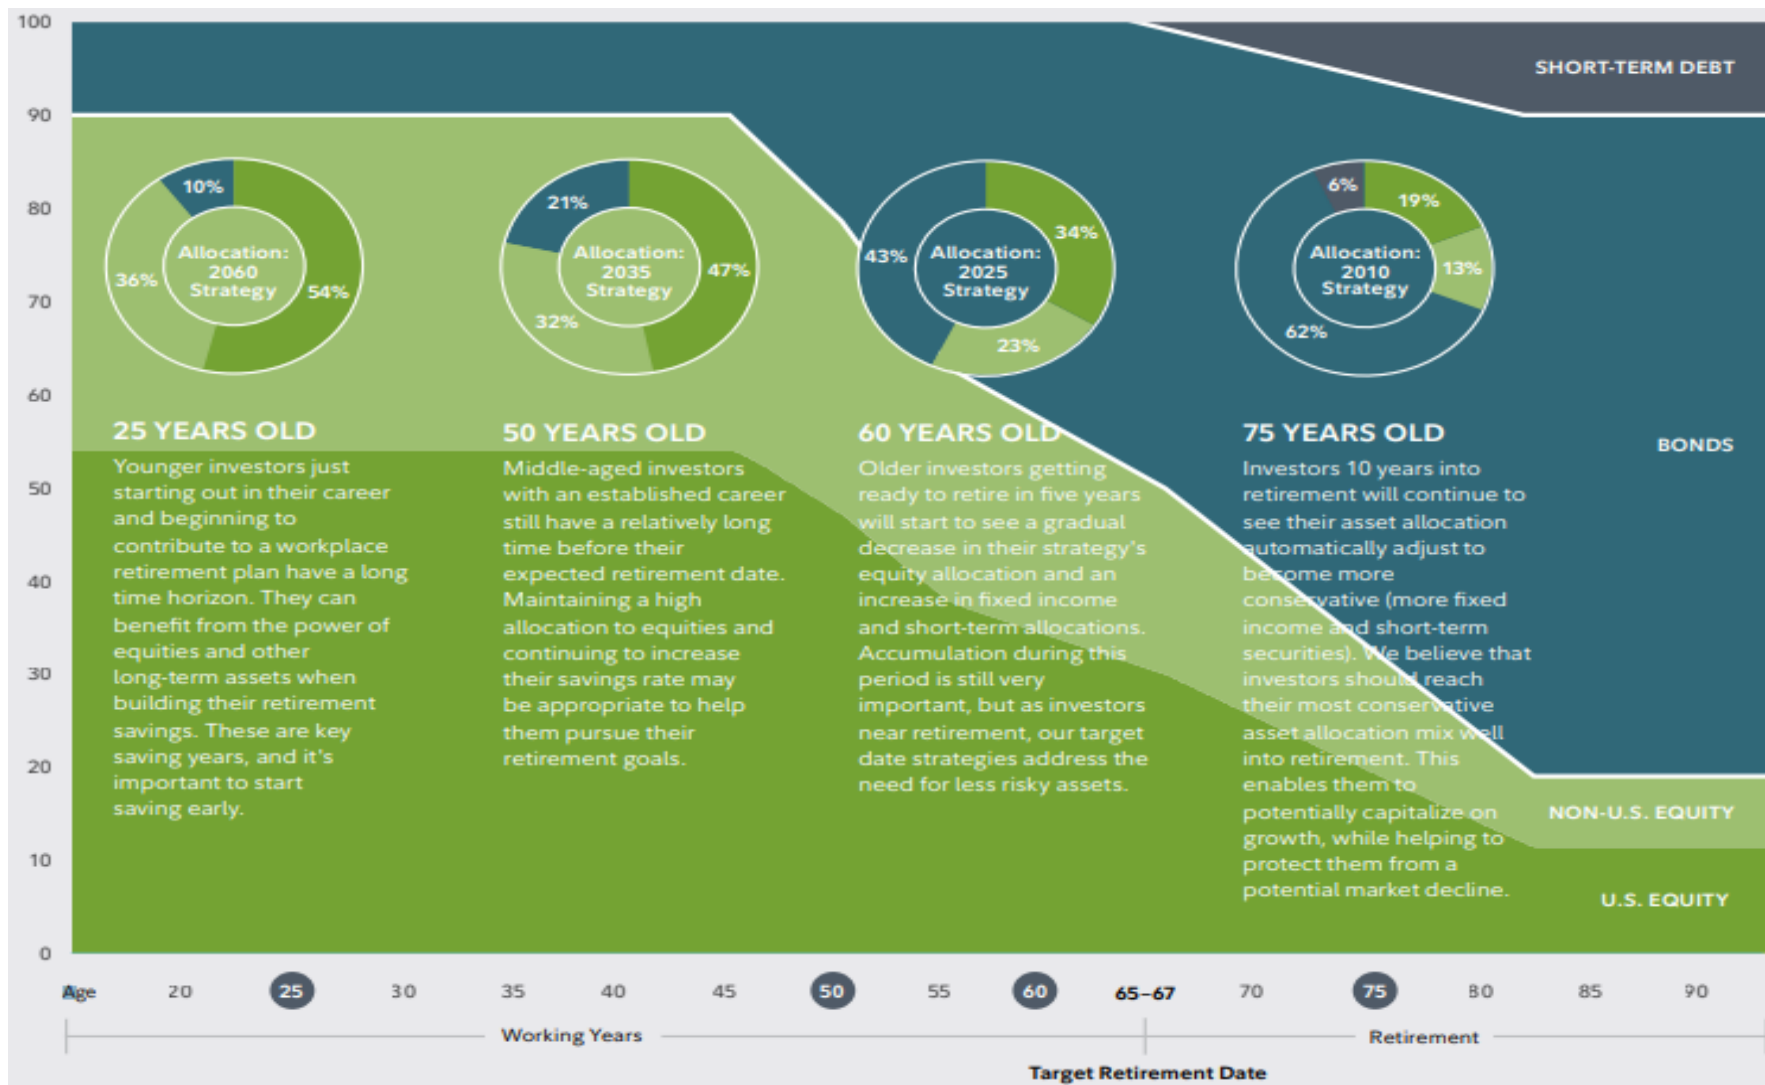 100
90
80
70
60
50
40
30
20
10
0
SHORT-TERM DEBT
BONDS
NON-U.S. EQUITY
U.S. EQUITY
10%
36%
54%
Allocation:
2060
Strategy
21%
32%
47%
Allocation:
2035
Strategy
43%
34%
23%
Allocation:
2025
Strategy
6%
19%
13%
62%
Allocation:
2010
Strategy
25 YEARS OLD
Younger investors just
starting out in their career
and beginning to
contribute to a workplace
retirement plan have a long
time horizon. They can
benefit from the power of
equities and other
long-term assets when
building their retirement
savings. These are key
saving years, and it's
important to start
saving early.
50 YEARS OLD
Middle-aged investors
with an established career
still have a relatively long
time before their
expected retirement date.
Maintaining a high
allocation to equities and
continuing to increase
their savings rate may
be appropriate to help
them pursue their
retirement goals.
60 YEARS OLD
Older investors getting
ready to retire in five years
will start to see a gradual
decrease in their strategy's
equity allocation and an
increase in fixed income
and short-term allocations.
Accumulation during this
period is still very
important, but as investors
near retirement, our target
date strategies address the
need for less risky assets.
75 YEARS OLD
Investors 10 years into
retirement will continue to
see their asset allocation
automatically adjust to
become more
conservative (more fixed
income and short-term
securities). We believe that
investors should reach
their most conservative
asset allocation mix well
into retirement. This
enables them to
potentially capitalize on
growth, while helping to
protect them from a
potential market decline.
Age 20 25 30 35 40 45 50 55 60 65–67 70 75 80 85 90
Working Years
Retirement
Target Retirement Date